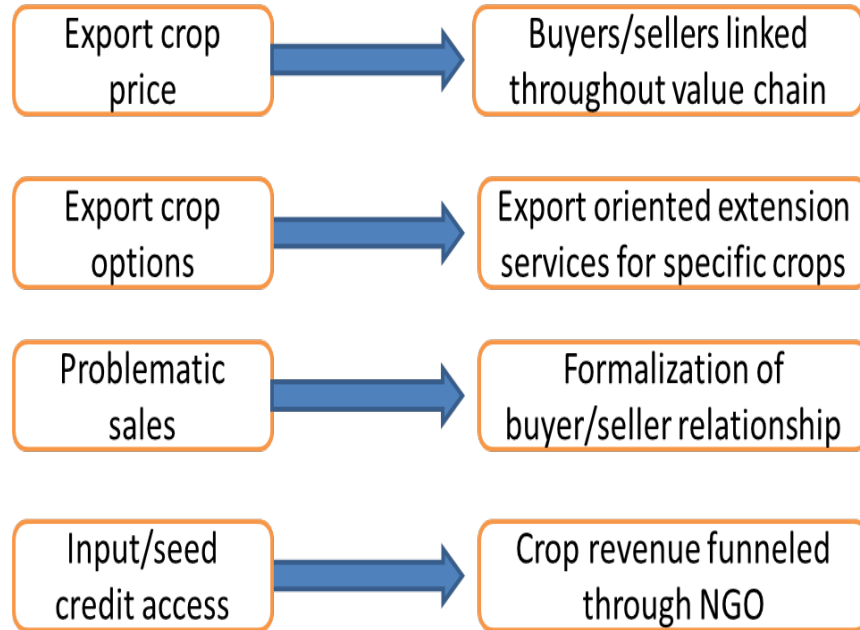 Export crop
price
Buyers/sellers linked
throughout value chain
Export crop
options
Export oriented extension
services for specific crops
Problematic
sales
Formalization of
buyer/seller relationship
Input/seed
credit access
Crop revenue funneled
through NGO